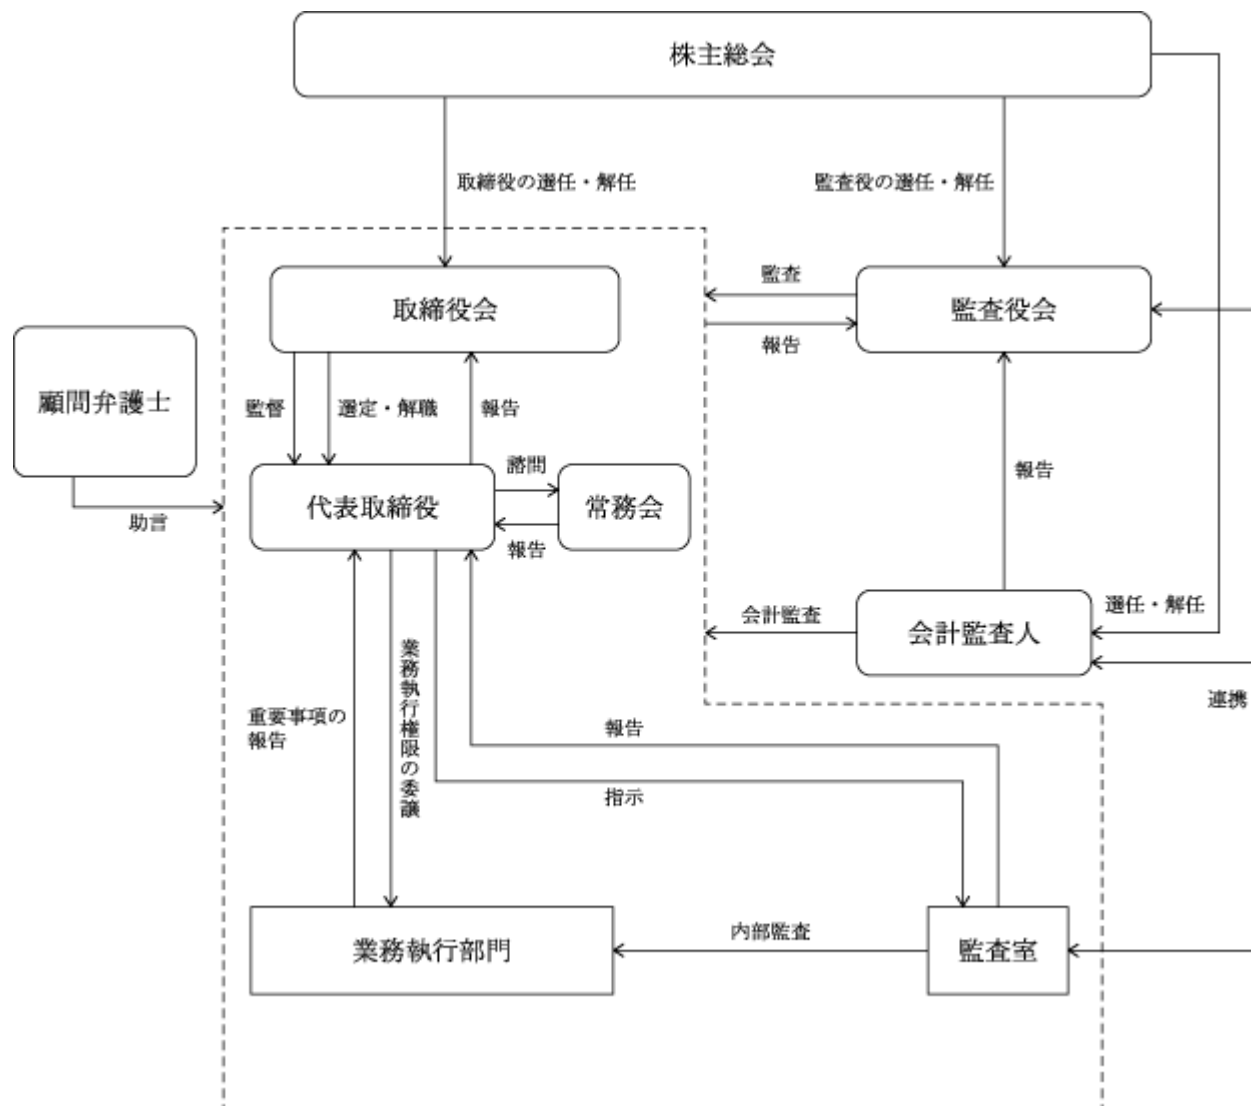 株主総会
取締役の選任・解任
監査役の選任・解任
取締役会
監査
監査役会
報告
顧問弁護士
監督
選定・解職
報告
助言
代表取締役
諮問
報告
常務会
報告
会計監査
会計監査人
選任・解任
連携
重要事項の
報告
業務執行権限の委譲
報告
指示
業務執行部門
内部監査
監査室